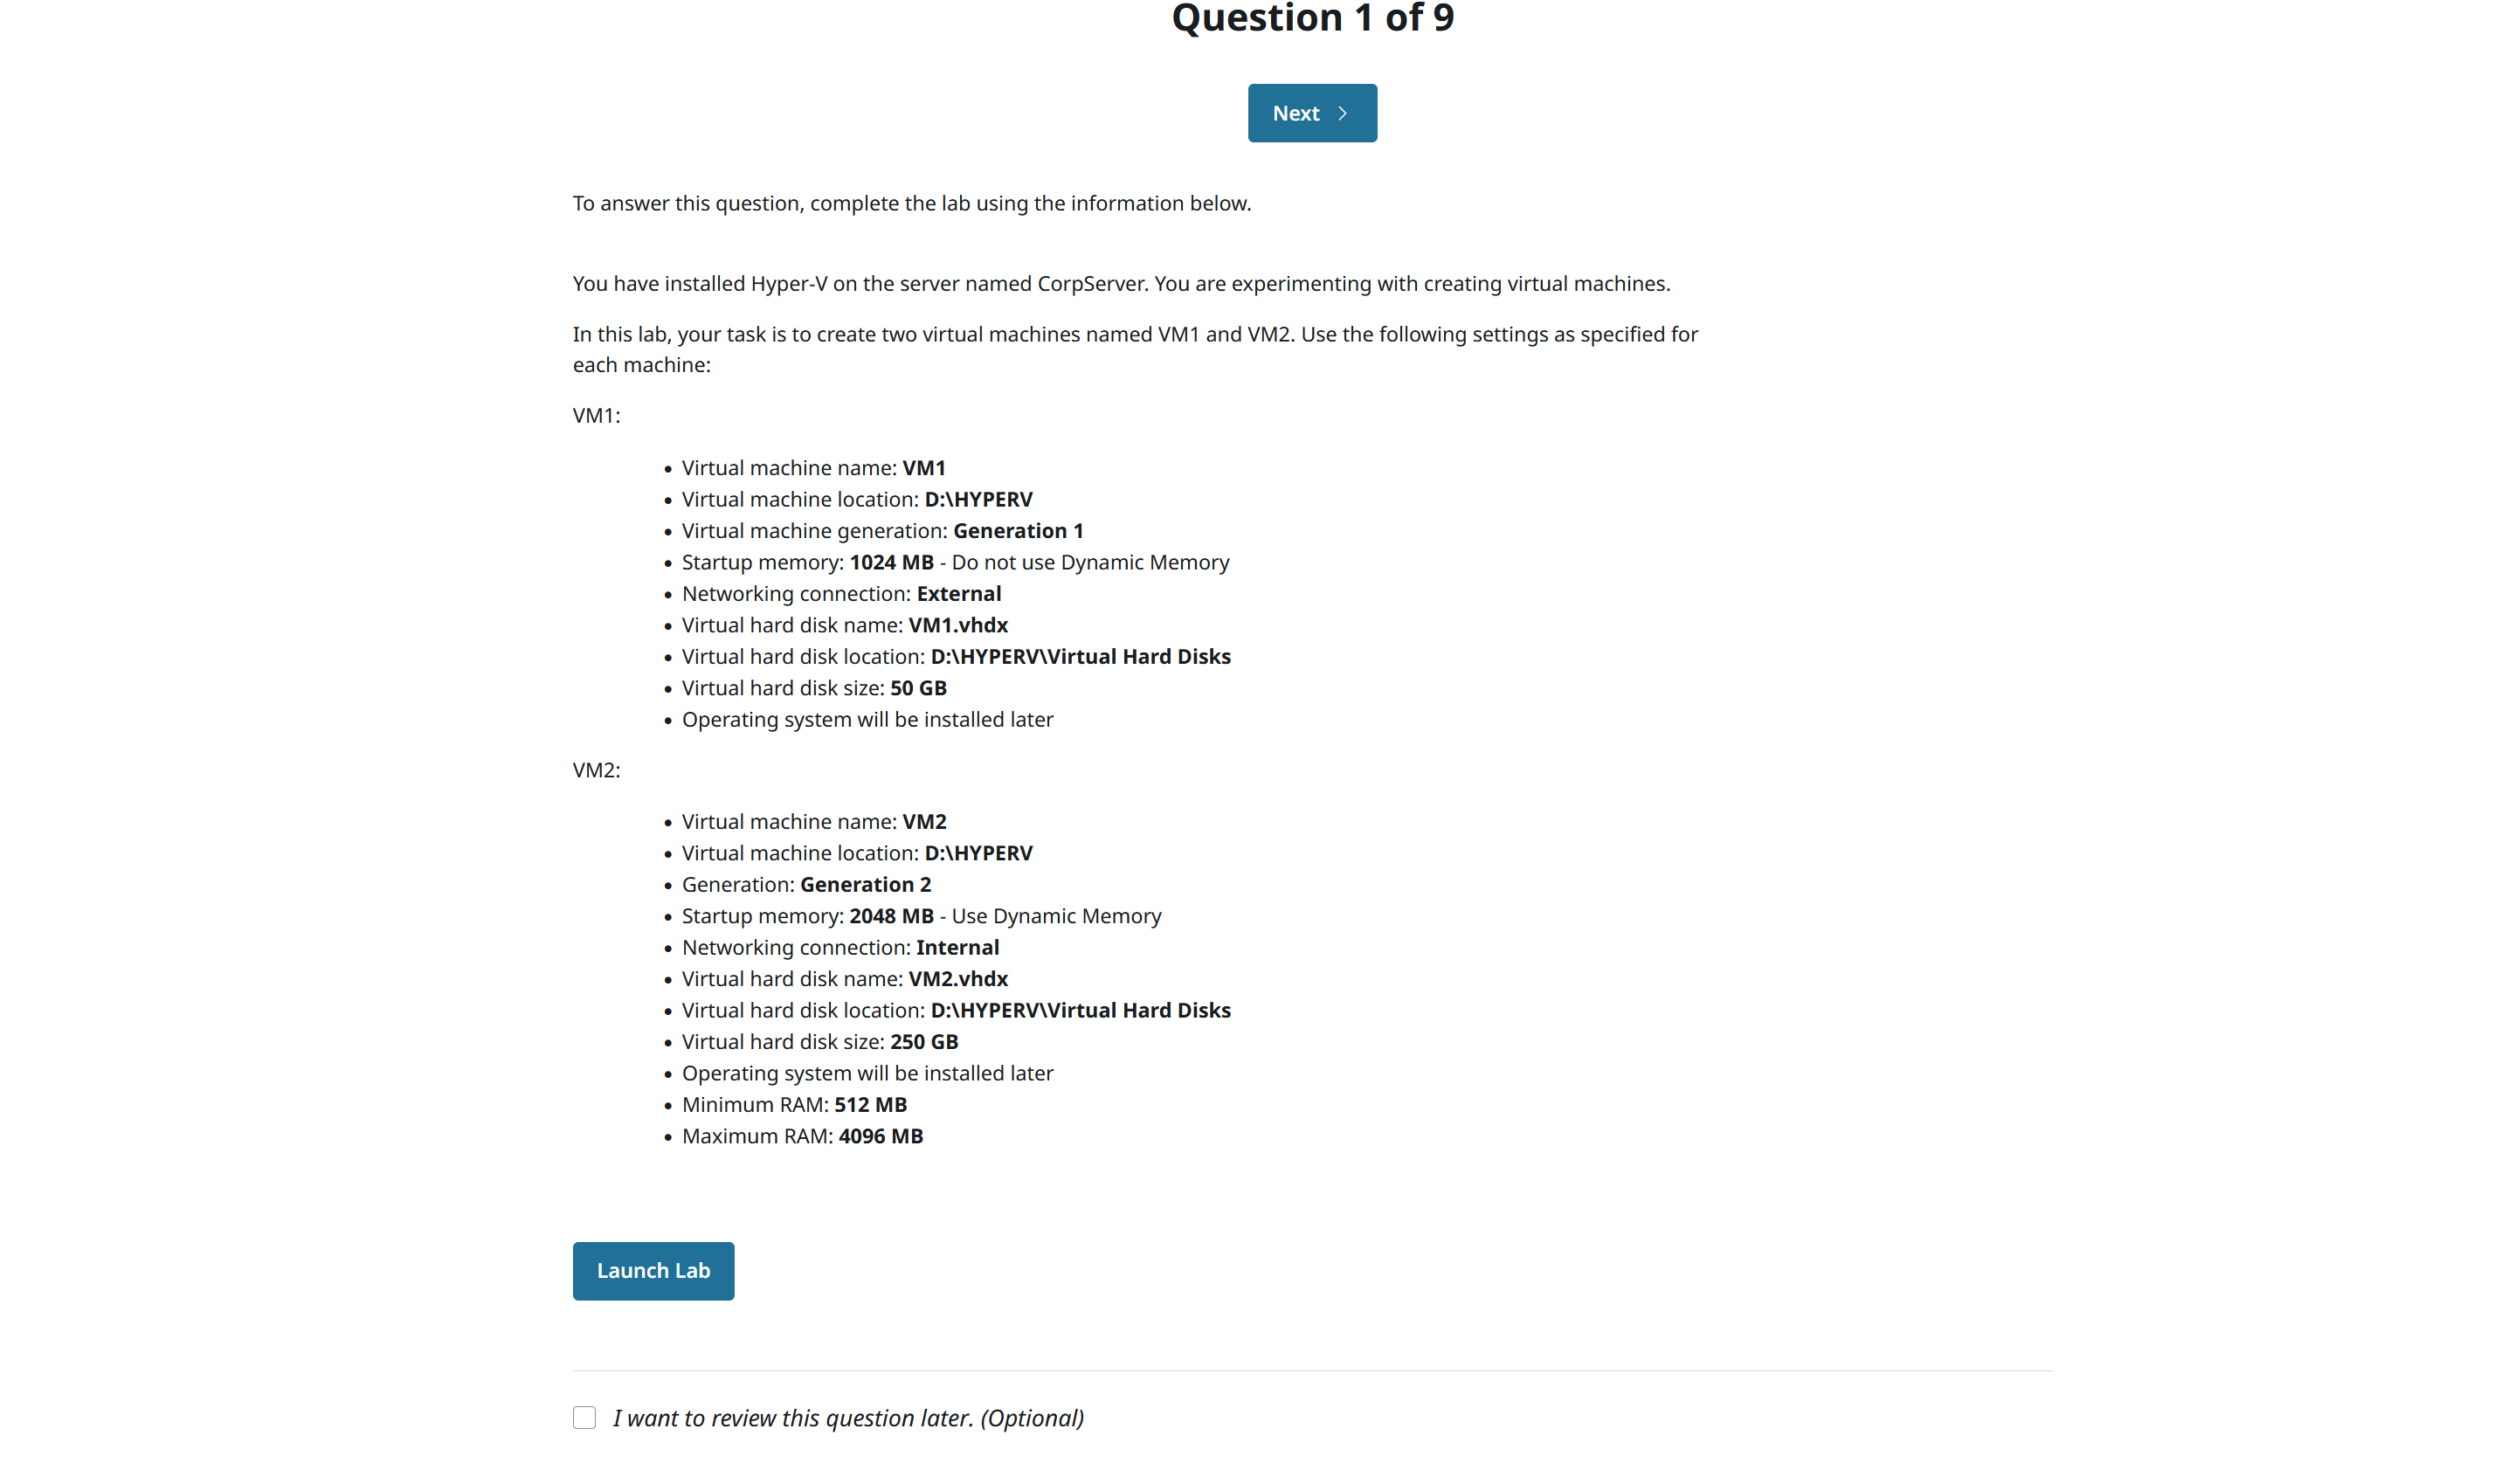 Question 1 of 9
Next
To answer this question, complete the lab using the information below.
You have installed Hyper-V on the server named CorpServer. You are experimenting with creating virtual machines.
In this lab, your task is to create two virtual machines named VM1 and VM2. Use the following settings as specified for
each machine:
VM1:
• Virtual machine name: VM1
• Virtual machine location: D:\HYPERV
• Virtual machine generation: Generation 1
• Startup memory: 1024 MB - Do not use Dynamic Memory
• Networking connection: External
• Virtual hard disk name: VM1.vhdx
• Virtual hard disk location: D:\HYPERV\Virtual Hard Disks
• Virtual hard disk size: 50 GB
• Operating system will be installed later
VM2:
• Virtual machine name: VM2
• Virtual machine location: D:\HYPERV
• Generation: Generation 2
• Startup memory: 2048 MB - Use Dynamic Memory
• Networking connection: Internal
• Virtual hard disk name: VM2.vhdx
• Virtual hard disk location: D:\HYPERV\Virtual Hard Disks
• Virtual hard disk size: 250 GB
• Operating system will be installed later
• Minimum RAM: 512 MB
• Maximum RAM: 4096 MB
Launch Lab
I want to review this question later. (Optional)